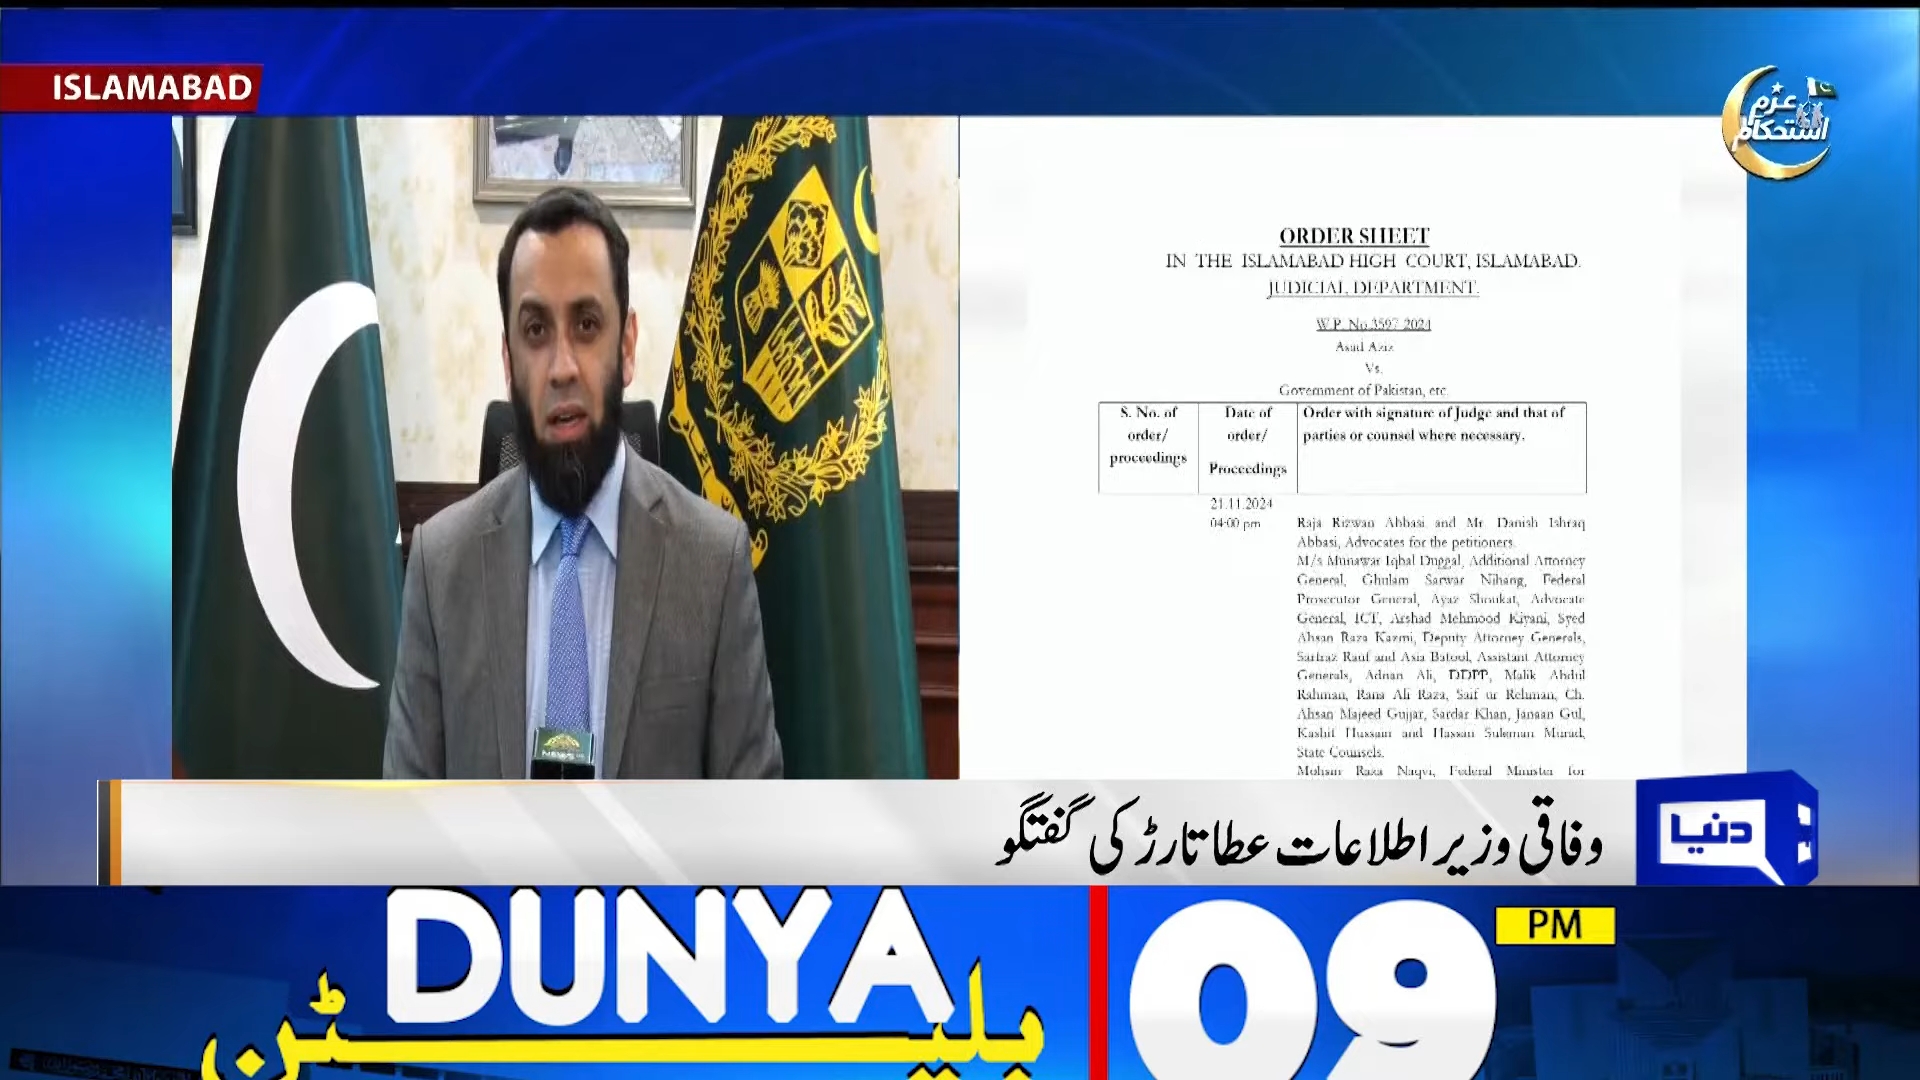 ISLAMABAD
عزم
استحکام
ORDER SHEET
IN THE ISLAMABAD HIGH COURT, ISLAMABAD.
JUDICIAL DEPARTMENT.
W.P. No.3597-2024
Asad Aziz
Vs.
Government of Pakistan, etc.
S. No. of
order/
proceedings
Date of
order/
Proceedings
Order with signature of Judge and that of
parties or counsel where necessary.
21.11.2024
04:00 pm
Raja Rizwan Abbasi and Mr. Danish Ishraq
Abbasi, Advocates for the petitioners.
M/s Munawar Iqbal Duggal, Additional Attorney
General, Ghulam Sarwar Nihang, Federal
Prosecutor General, Ayaz Shoukat, Advocate
General, ICT, Arshad Mehmood Kiyani, Syed
Ahsan Raza Kazmi, Deputy Attorney Generals,
Sarfraz Rauf and Asia Batool, Assistant Attorney
Generals, Adnan Ali, DDPP, Malik Abdul
Rahman, Rana Ali Raza, Saif ur Rehman, Ch.
Ahsan Majeed Gujjar, Sardar Khan, Janaan Gul,
Kashif Hussain and Hassan Suleman Murad,
State Counsels.
Mohsin Raza Naqvi, Federal Minister for
NEWS
وفاقی وزیر اطلاعات عطا تارڑ کی گفتگو
دنیا
DUNYA
بلیٹن
09
PM